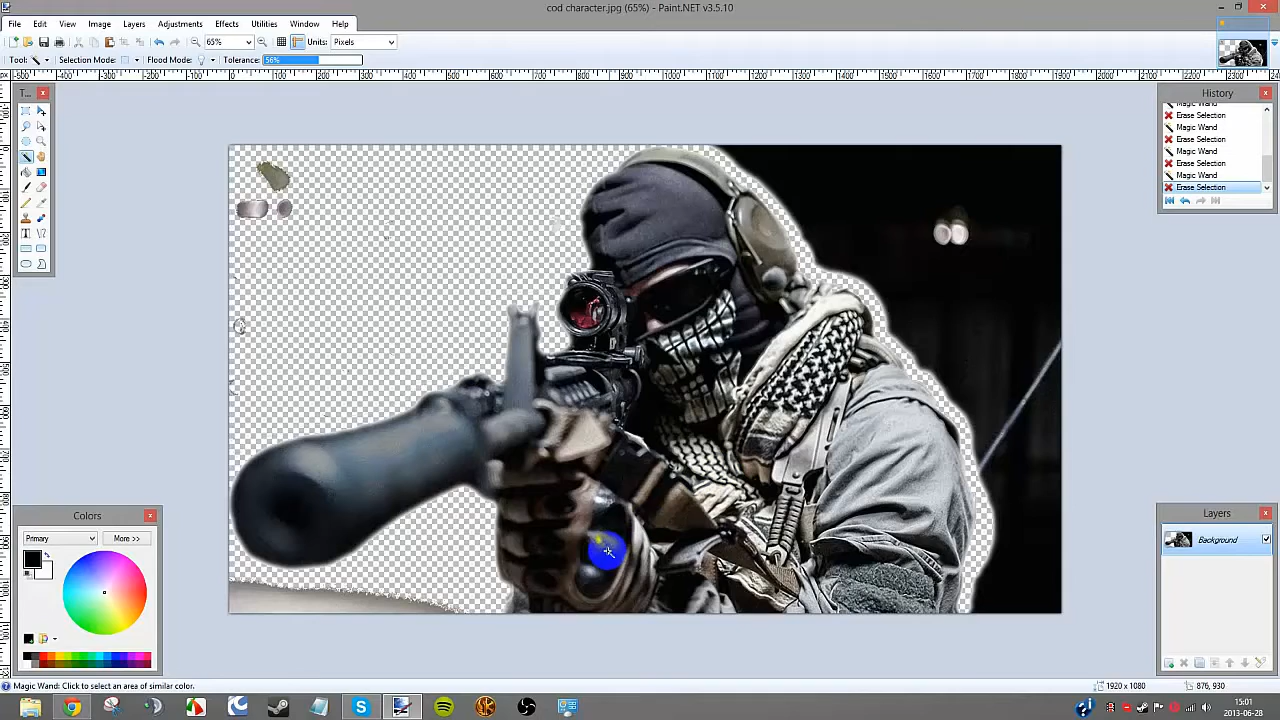 cod character.jpg (65%) - Paint.NET v3.5.10
File Edit View Image Layers Adjustments Effects Utilities Window Help
65% Units: Pixels
Tool: Selection Mode: Flood Mode: Tolerance: 56%
T...
History
Magic Wand
Erase Selection
Magic Wand
Erase Selection
Magic Wand
Erase Selection
Magic Wand
Erase Selection
Colors
Primary More >>
Layers
Background
Magic Wand: Click to select an area of similar color.
1920 x 1080
876, 930
15:01
2013-06-28